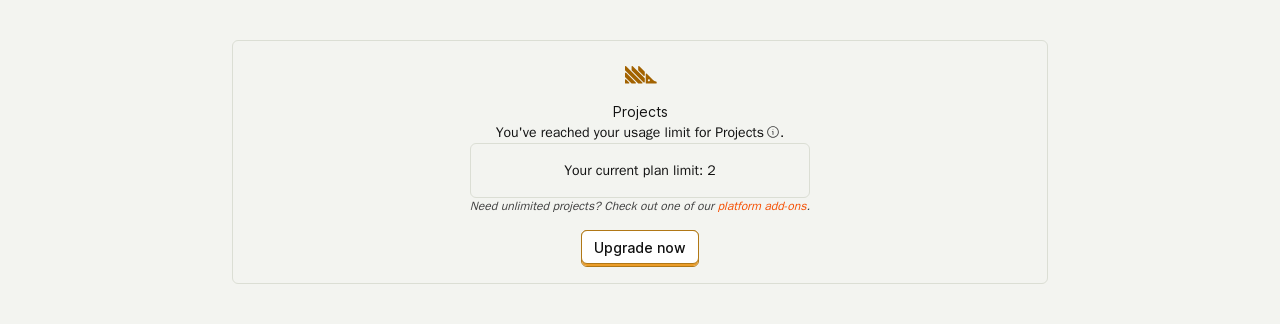 Projects
You've reached your usage limit for Projects.
Your current plan limit: 2
Need unlimited projects? Check out one of our platform add-ons.
Upgrade now